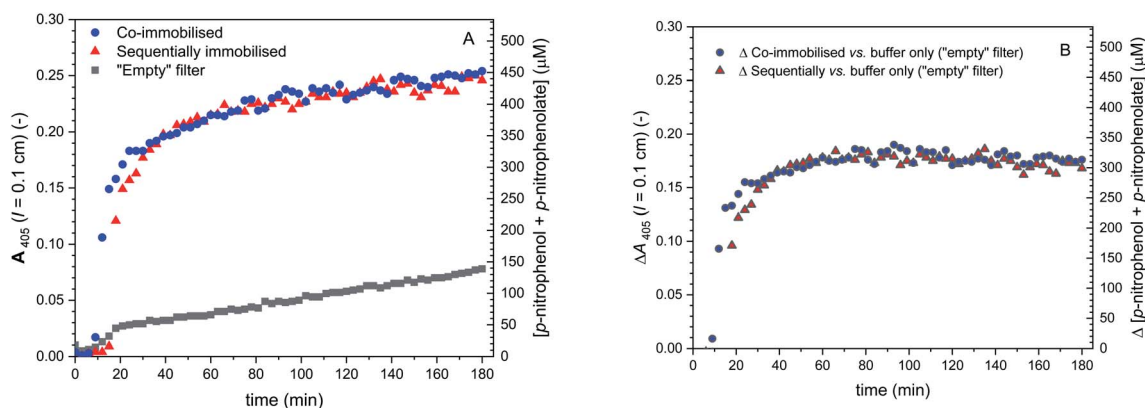 Co-immobilised
Sequentially immobilised
"Empty" filter
A
A405 (l = 0.1 cm) (-)
0.30
0.25
0.20
0.15
0.10
0.05
0.00
0 20 40 60 80 100 120 140 160 180
time (min)
500
450
400
350
300
250
200
150
100
50
0
[p-nitrophenol + p-nitrophenolate] (µM)
Δ Co-immobilised vs. buffer only ("empty" filter)
Δ Sequentially vs. buffer only ("empty" filter)
B
ΔA405 (l = 0.1 cm) (-)
0.30
0.25
0.20
0.15
0.10
0.05
0.00
0 20 40 60 80 100 120 140 160 180
time (min)
500
450
400
350
300
250
200
150
100
50
0
Δ [p-nitrophenol + p-nitrophenolate] (µM)